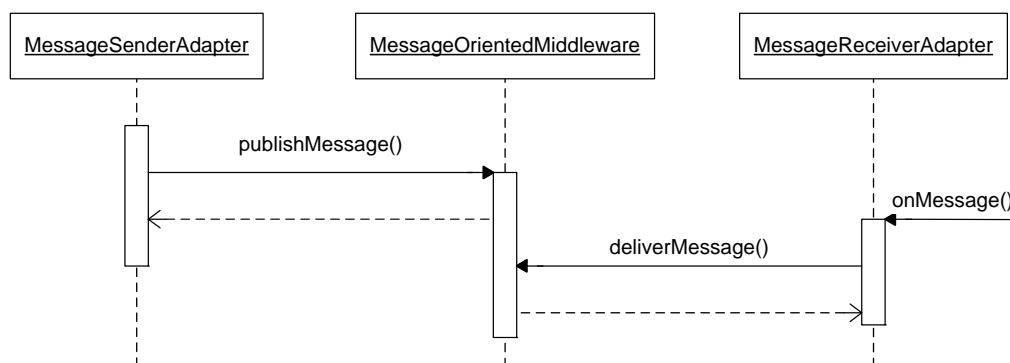 MessageSenderAdapter
MessageOrientedMiddleware
MessageReceiverAdapter
publishMessage()
onMessage()
deliverMessage()